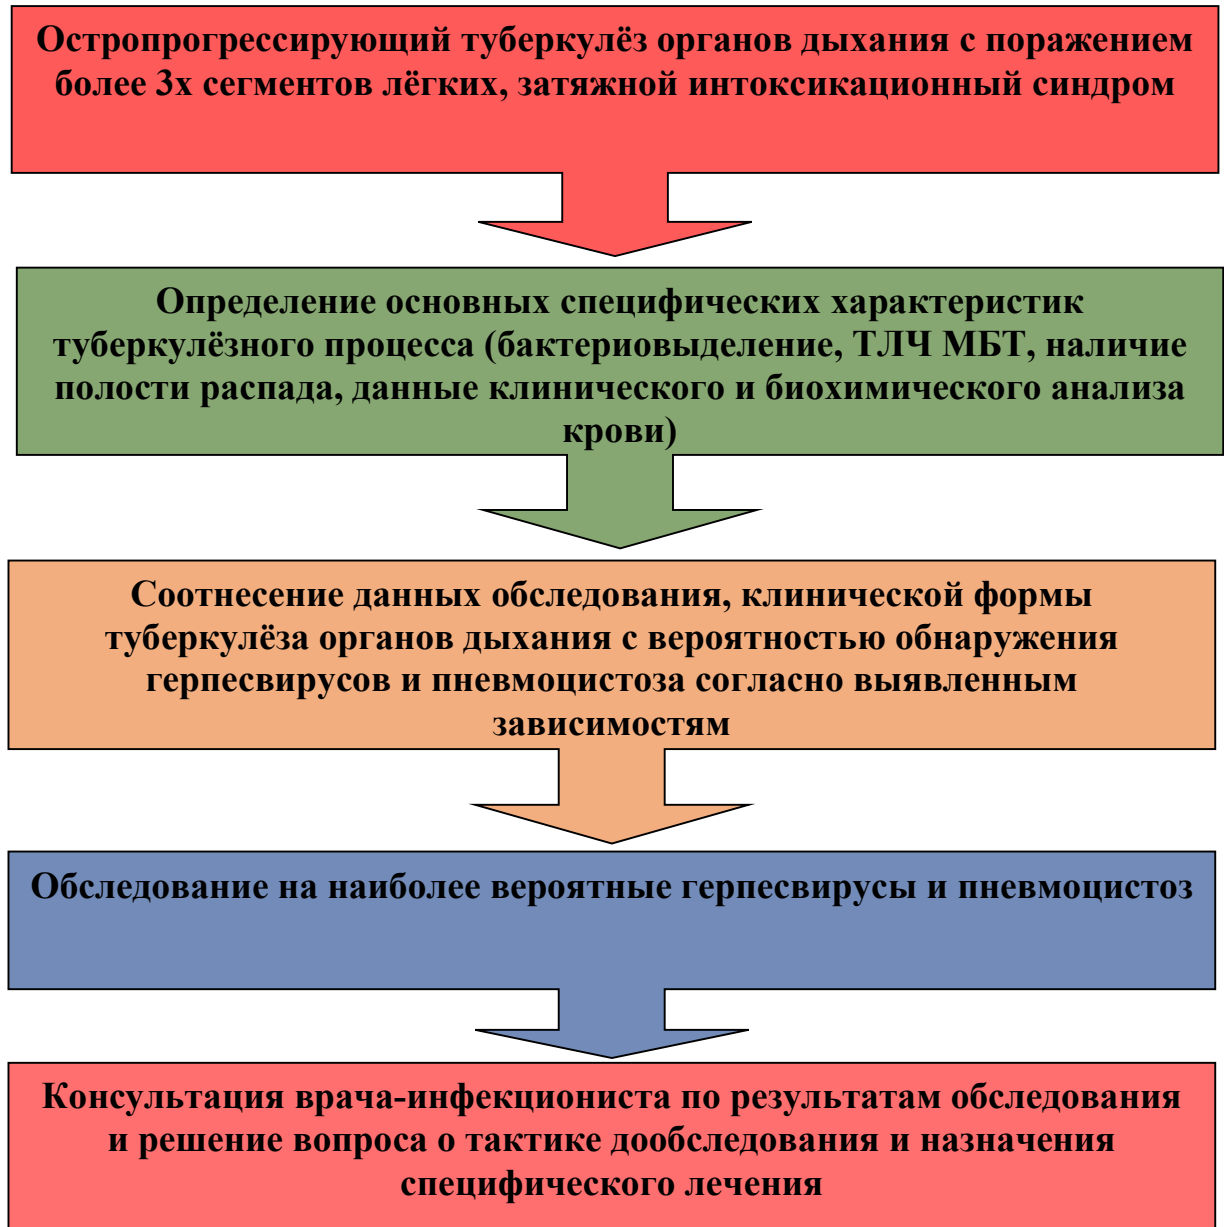 Остропрогрессирующий туберкулёз органов дыхания с поражением
более 3х сегментов лёгких, затяжной интоксикационный синдром
Определение основных специфических характеристик
туберкулёзного процесса (бактериовыделение, ТЛЧ МБТ, наличие
полости распада, данные клинического и биохимического анализа
крови)
Соотнесение данных обследования, клинической формы
туберкулёза органов дыхания с вероятностью обнаружения
герпесвирусов и пневмоцистоза согласно выявленным
зависимостям
Обследование на наиболее вероятные герпесвирусы и пневмоцистоз
Консультация врача-инфекциониста по результатам обследования
и решение вопроса о тактике дообследования и назначения
специфического лечения